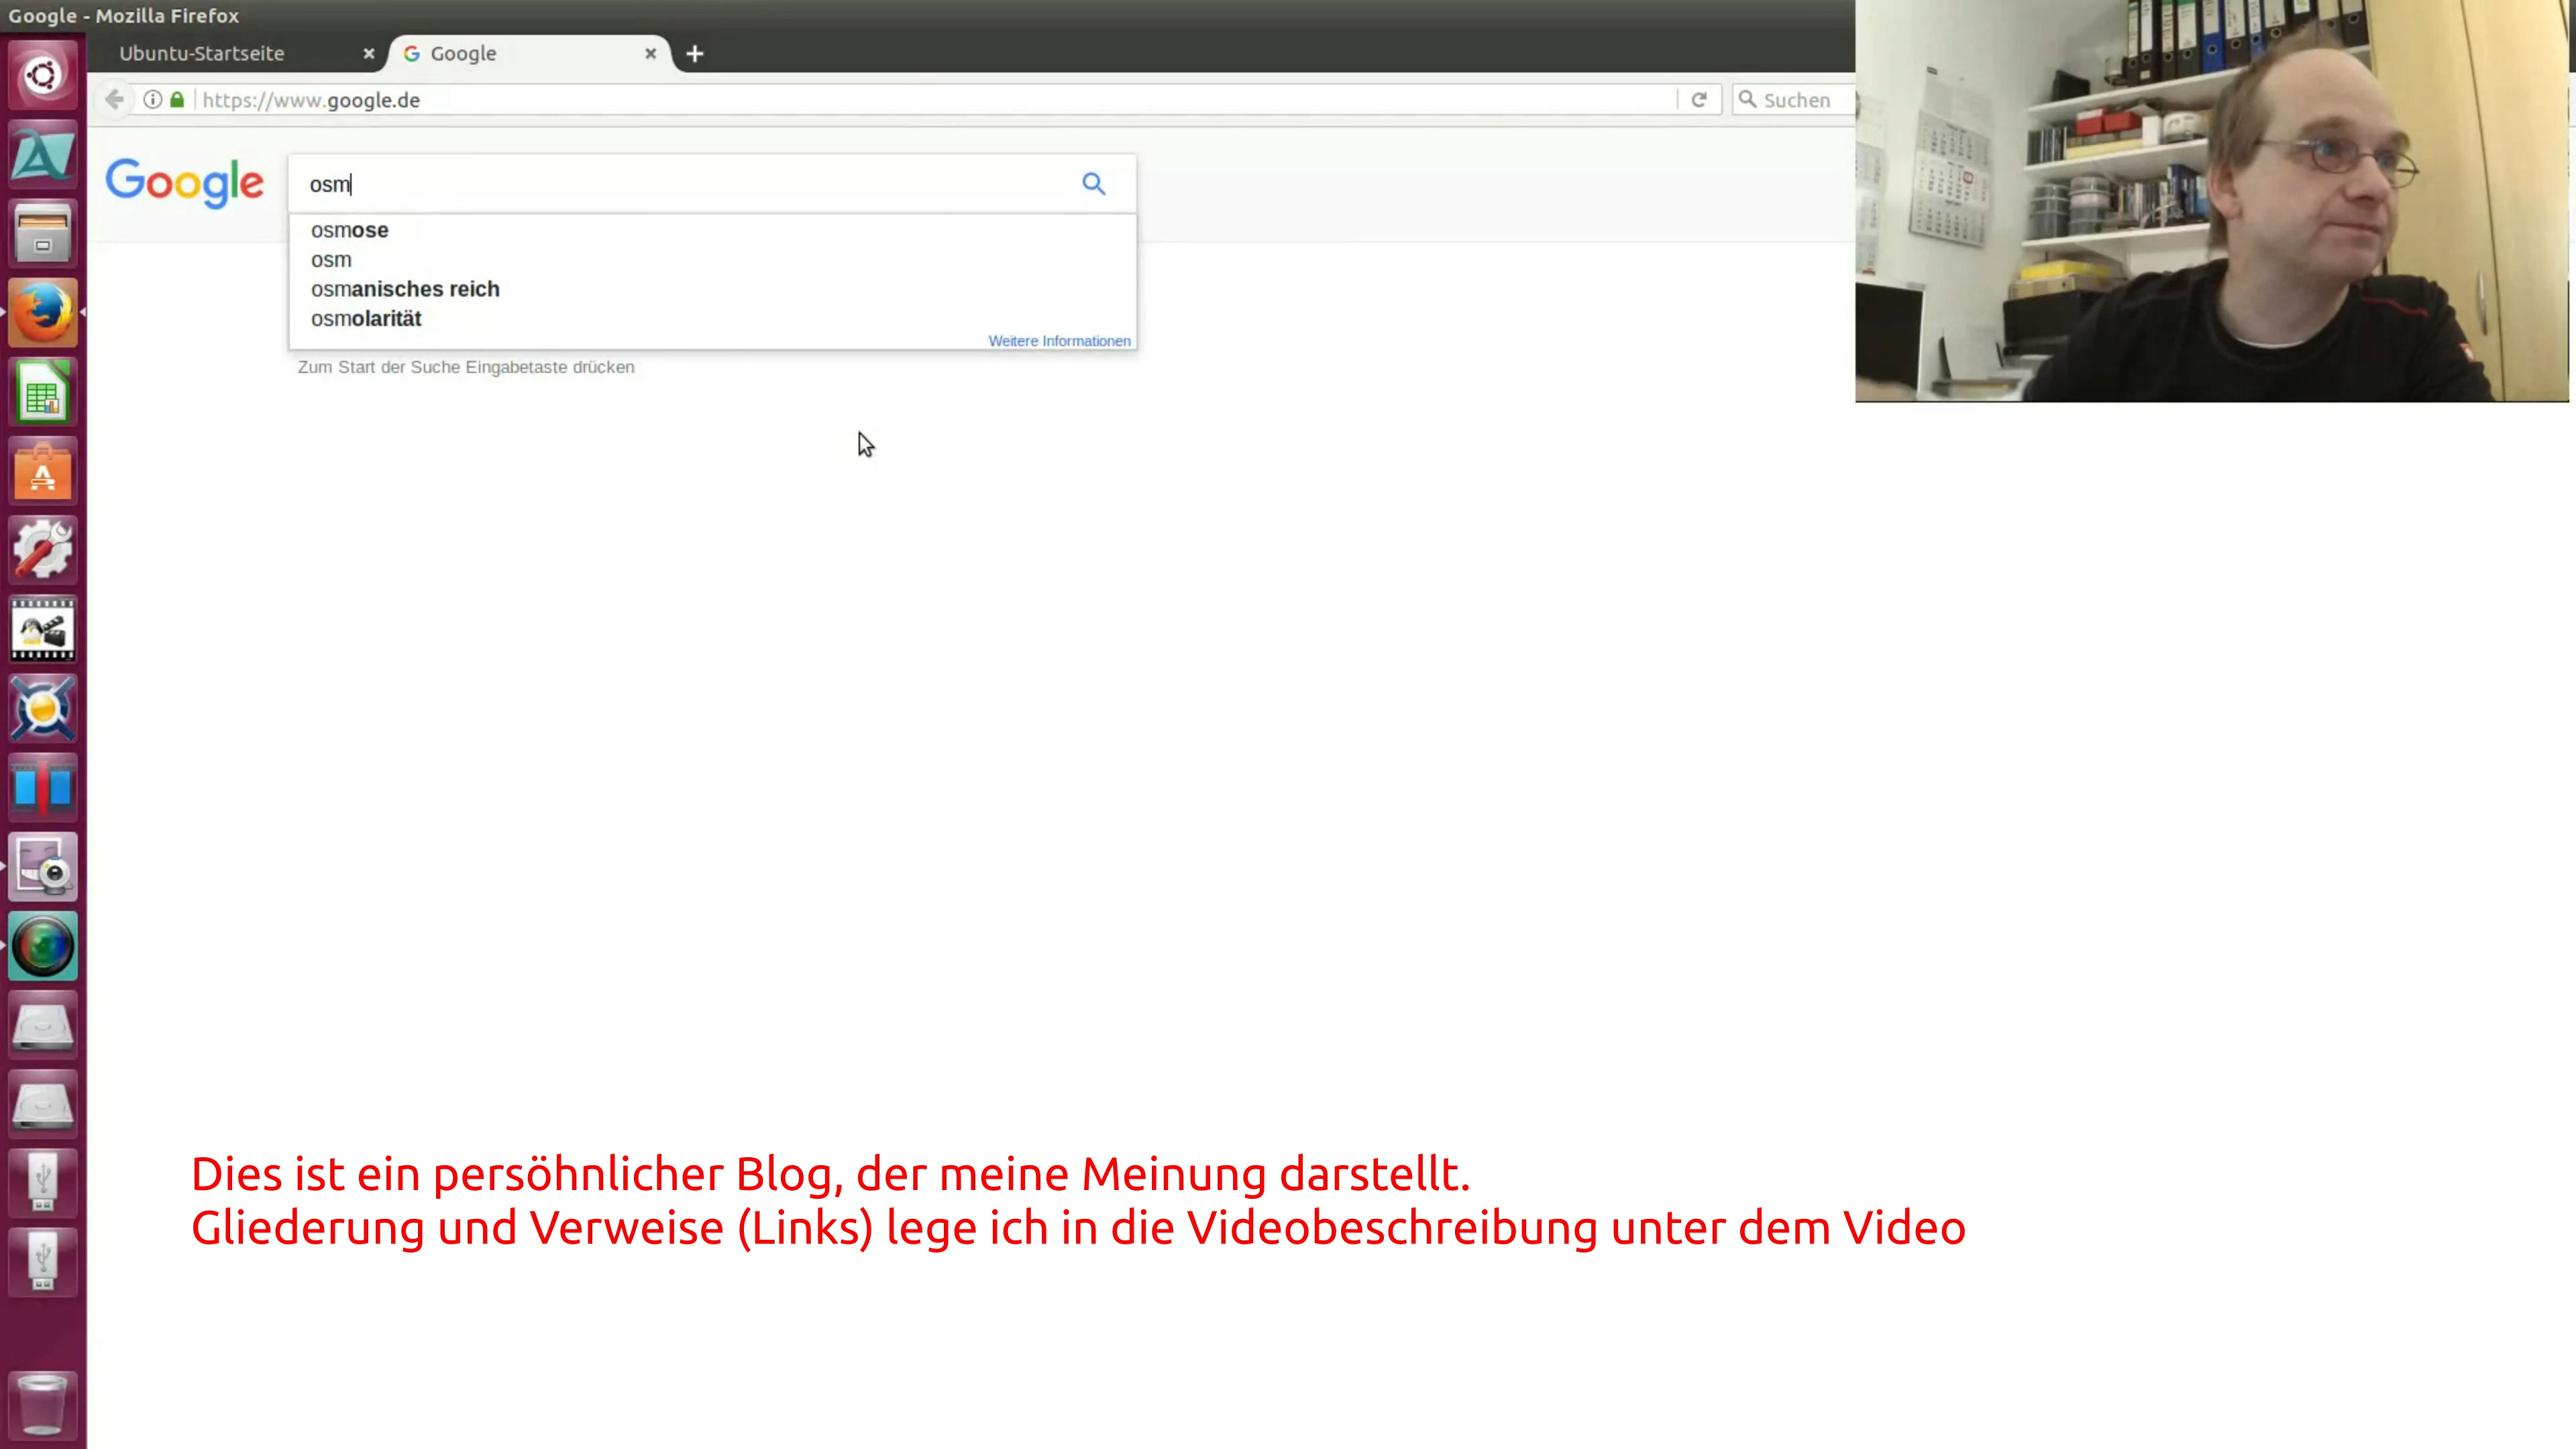 Google - Mozilla Firefox
Ubuntu-Startseite
Google
https://www.google.de
Suchen
Google
osm
osmose
osm
osmanisches reich
osmolarität
Weitere Informationen
Zum Start der Suche Eingabetaste drücken
Dies ist ein persöhnlicher Blog, der meine Meinung darstellt.
Gliederung und Verweise (Links) lege ich in die Videobeschreibung unter dem Video